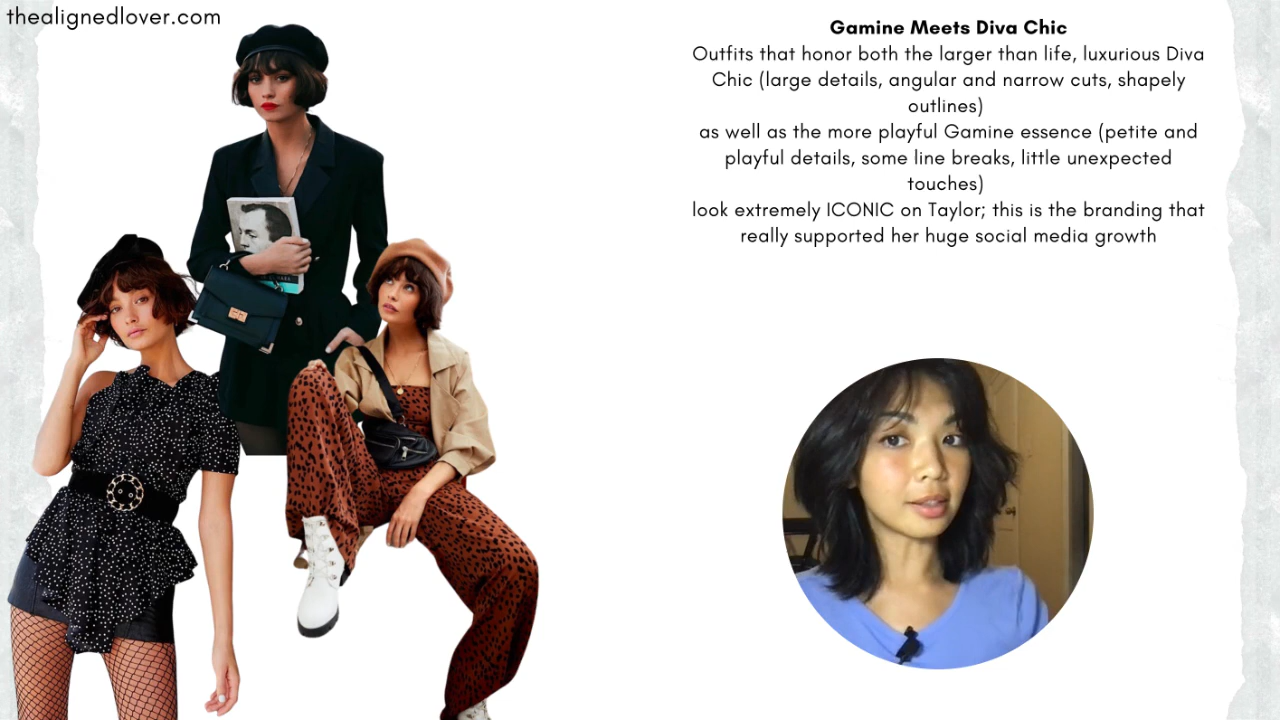 thealignedlover.com
Gamine Meets Diva Chic
Outfits that honor both the larger than life, luxurious Diva
Chic (large details, angular and narrow cuts, shapely
outlines)
as well as the more playful Gamine essence (petite and
playful details, some line breaks, little unexpected
touches)
look extremely ICONIC on Taylor; this is the branding that
really supported her huge social media growth